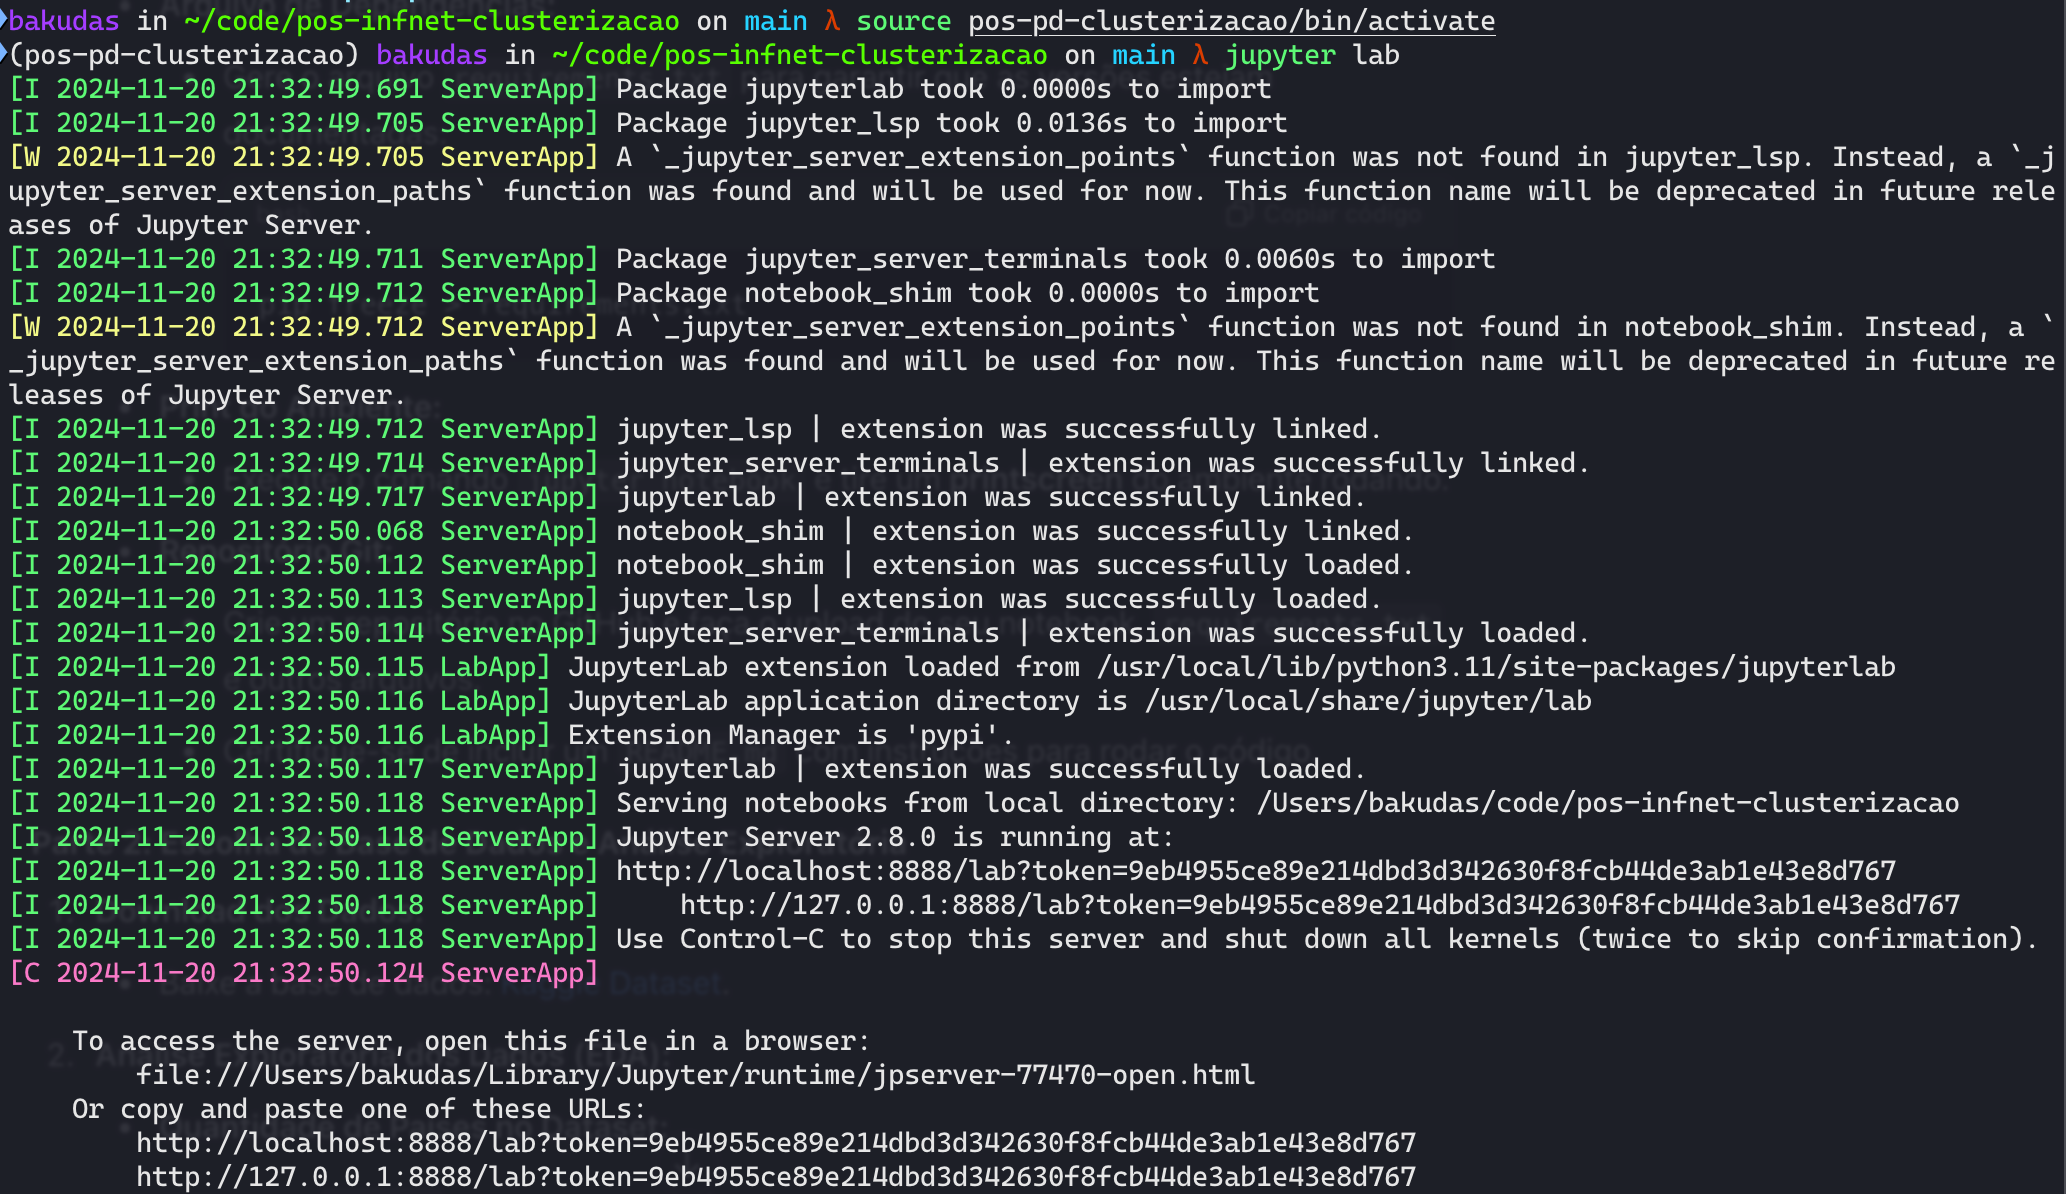 bakudas in ~/code/pos-infnet-clusterizacao on main λ source pos-pd-clusterizacao/bin/activate
(pos-pd-clusterizacao) bakudas in ~/code/pos-infnet-clusterizacao on main λ jupyter lab
[I 2024-11-20 21:32:49.691 ServerApp] Package jupyterlab took 0.0000s to import
[I 2024-11-20 21:32:49.705 ServerApp] Package jupyter_lsp took 0.0136s to import
[W 2024-11-20 21:32:49.705 ServerApp] A `_jupyter_server_extension_points` function was not found in jupyter_lsp. Instead, a `_j
upyter_server_extension_paths` function was found and will be used for now. This function name will be deprecated in future rele
ases of Jupyter Server.
[I 2024-11-20 21:32:49.711 ServerApp] Package jupyter_server_terminals took 0.0060s to import
[I 2024-11-20 21:32:49.712 ServerApp] Package notebook_shim took 0.0000s to import
[W 2024-11-20 21:32:49.712 ServerApp] A `_jupyter_server_extension_points` function was not found in notebook_shim. Instead, a `
_jupyter_server_extension_paths` function was found and will be used for now. This function name will be deprecated in future re
leases of Jupyter Server.
[I 2024-11-20 21:32:49.712 ServerApp] jupyter_lsp | extension was successfully linked.
[I 2024-11-20 21:32:49.714 ServerApp] jupyter_server_terminals | extension was successfully linked.
[I 2024-11-20 21:32:49.717 ServerApp] jupyterlab | extension was successfully linked.
[I 2024-11-20 21:32:50.068 ServerApp] notebook_shim | extension was successfully linked.
[I 2024-11-20 21:32:50.112 ServerApp] notebook_shim | extension was successfully loaded.
[I 2024-11-20 21:32:50.113 ServerApp] jupyter_lsp | extension was successfully loaded.
[I 2024-11-20 21:32:50.114 ServerApp] jupyter_server_terminals | extension was successfully loaded.
[I 2024-11-20 21:32:50.115 LabApp] JupyterLab extension loaded from /usr/local/lib/python3.11/site-packages/jupyterlab
[I 2024-11-20 21:32:50.116 LabApp] JupyterLab application directory is /usr/local/share/jupyter/lab
[I 2024-11-20 21:32:50.116 LabApp] Extension Manager is 'pypi'.
[I 2024-11-20 21:32:50.117 ServerApp] jupyterlab | extension was successfully loaded.
[I 2024-11-20 21:32:50.118 ServerApp] Serving notebooks from local directory: /Users/bakudas/code/pos-infnet-clusterizacao
[I 2024-11-20 21:32:50.118 ServerApp] Jupyter Server 2.8.0 is running at:
[I 2024-11-20 21:32:50.118 ServerApp] http://localhost:8888/lab?token=9eb4955ce89e214dbd3d342630f8fcb44de3ab1e43e8d767
[I 2024-11-20 21:32:50.118 ServerApp]     http://127.0.0.1:8888/lab?token=9eb4955ce89e214dbd3d342630f8fcb44de3ab1e43e8d767
[I 2024-11-20 21:32:50.118 ServerApp] Use Control-C to stop this server and shut down all kernels (twice to skip confirmation).
[C 2024-11-20 21:32:50.124 ServerApp]
To access the server, open this file in a browser:
file:///Users/bakudas/Library/Jupyter/runtime/jpserver-77470-open.html
Or copy and paste one of these URLs:
http://localhost:8888/lab?token=9eb4955ce89e214dbd3d342630f8fcb44de3ab1e43e8d767
http://127.0.0.1:8888/lab?token=9eb4955ce89e214dbd3d342630f8fcb44de3ab1e43e8d767